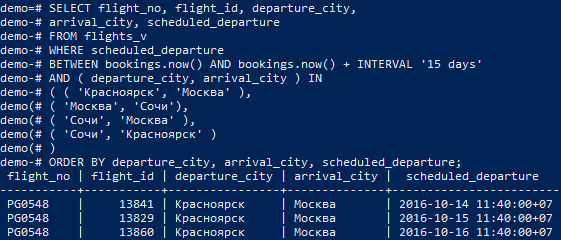 demo=# SELECT flight_no, flight_id, departure_city,
demo-# arrival_city, scheduled_departure
demo-# FROM flights_v
demo-# WHERE scheduled_departure
demo-# BETWEEN bookings.now() AND bookings.now() + INTERVAL '15 days'
demo-# AND ( departure_city, arrival_city ) IN
demo-# ( ( 'Красноярск', 'Москва' ),
demo(# ( 'Москва', 'Сочи'),
demo(# ( 'Сочи', 'Москва' ),
demo(# ( 'Сочи', 'Красноярск' )
demo(# )
demo-# ORDER BY departure_city, arrival_city, scheduled_departure;
flight_no | flight_id | departure_city | arrival_city | scheduled_departure
-----------+-----------+----------------+--------------+------------------------
PG0548 | 13841 | Красноярск | Москва | 2016-10-14 11:40:00+07
PG0548 | 13829 | Красноярск | Москва | 2016-10-15 11:40:00+07
PG0548 | 13860 | Красноярск | Москва | 2016-10-16 11:40:00+07